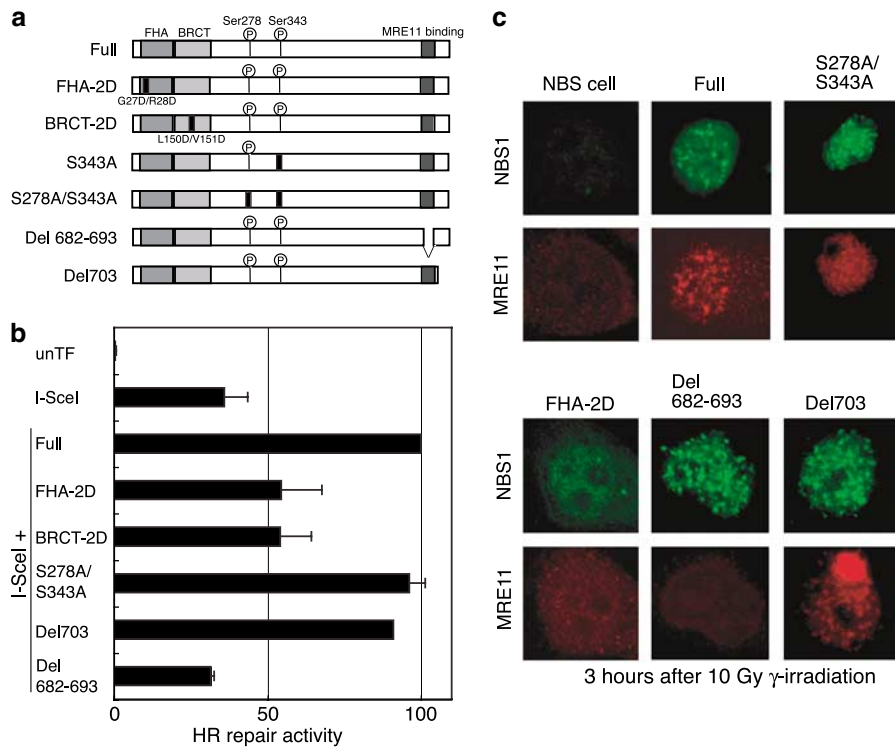 a
FHA BRCT Ser278 Ser343 MRE11 binding
P P
Full
P P
FHA-2D
G27D/R28D
P P
BRCT-2D
L150D/V151D
P
S343A
S278A/S343A
P P
Del 682-693
P P
Del703
b
unTF
I-SceI
I-SceI +
Full
FHA-2D
BRCT-2D
S278A/
S343A
Del703
Del
682-693
0 50 100
HR repair activity
c
NBS cell Full S278A/
S343A
NBS1
MRE11
FHA-2D Del
682-693 Del703
NBS1
MRE11
3 hours after 10 Gy γ-irradiation